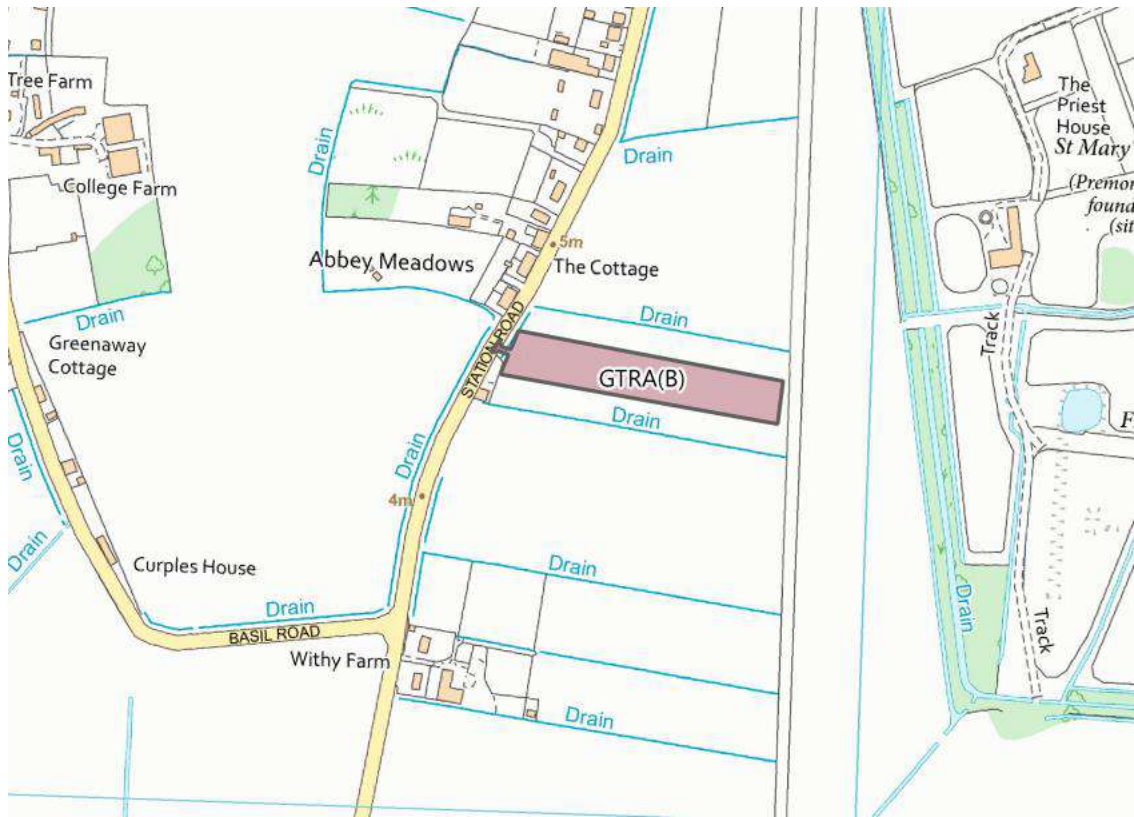 Tree Farm
College Farm
Drain
Greenaway
Cottage
Drain
Drain
Curples House
Drain
BASIL ROAD
Withy Farm
Drain
Abbey Meadows
Drain
5m
The Cottage
STATION ROAD
Drain
GTRA(B)
Drain
Drain
4m
Drain
Drain
The
Priest
House
St Mary'
(Premon
found
(sit
Track
F
Drain
Track